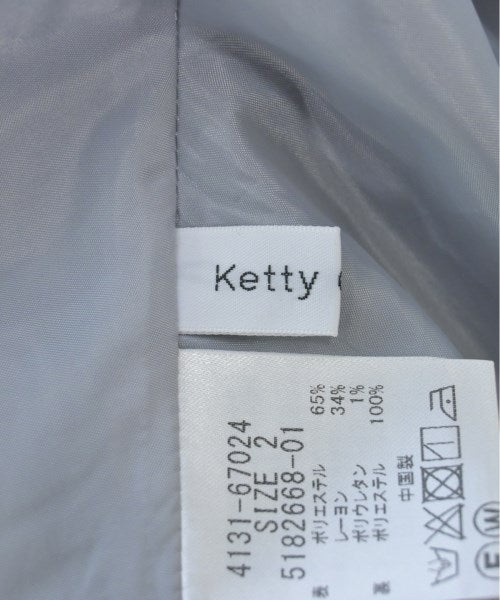 Ketty
4131-67024
SIZE 2
5182668-01
表
ポリエステル 65%
レーヨン 34%
ポリウレタン 1%
裏
ポリエステル 100%
中国製
F
W